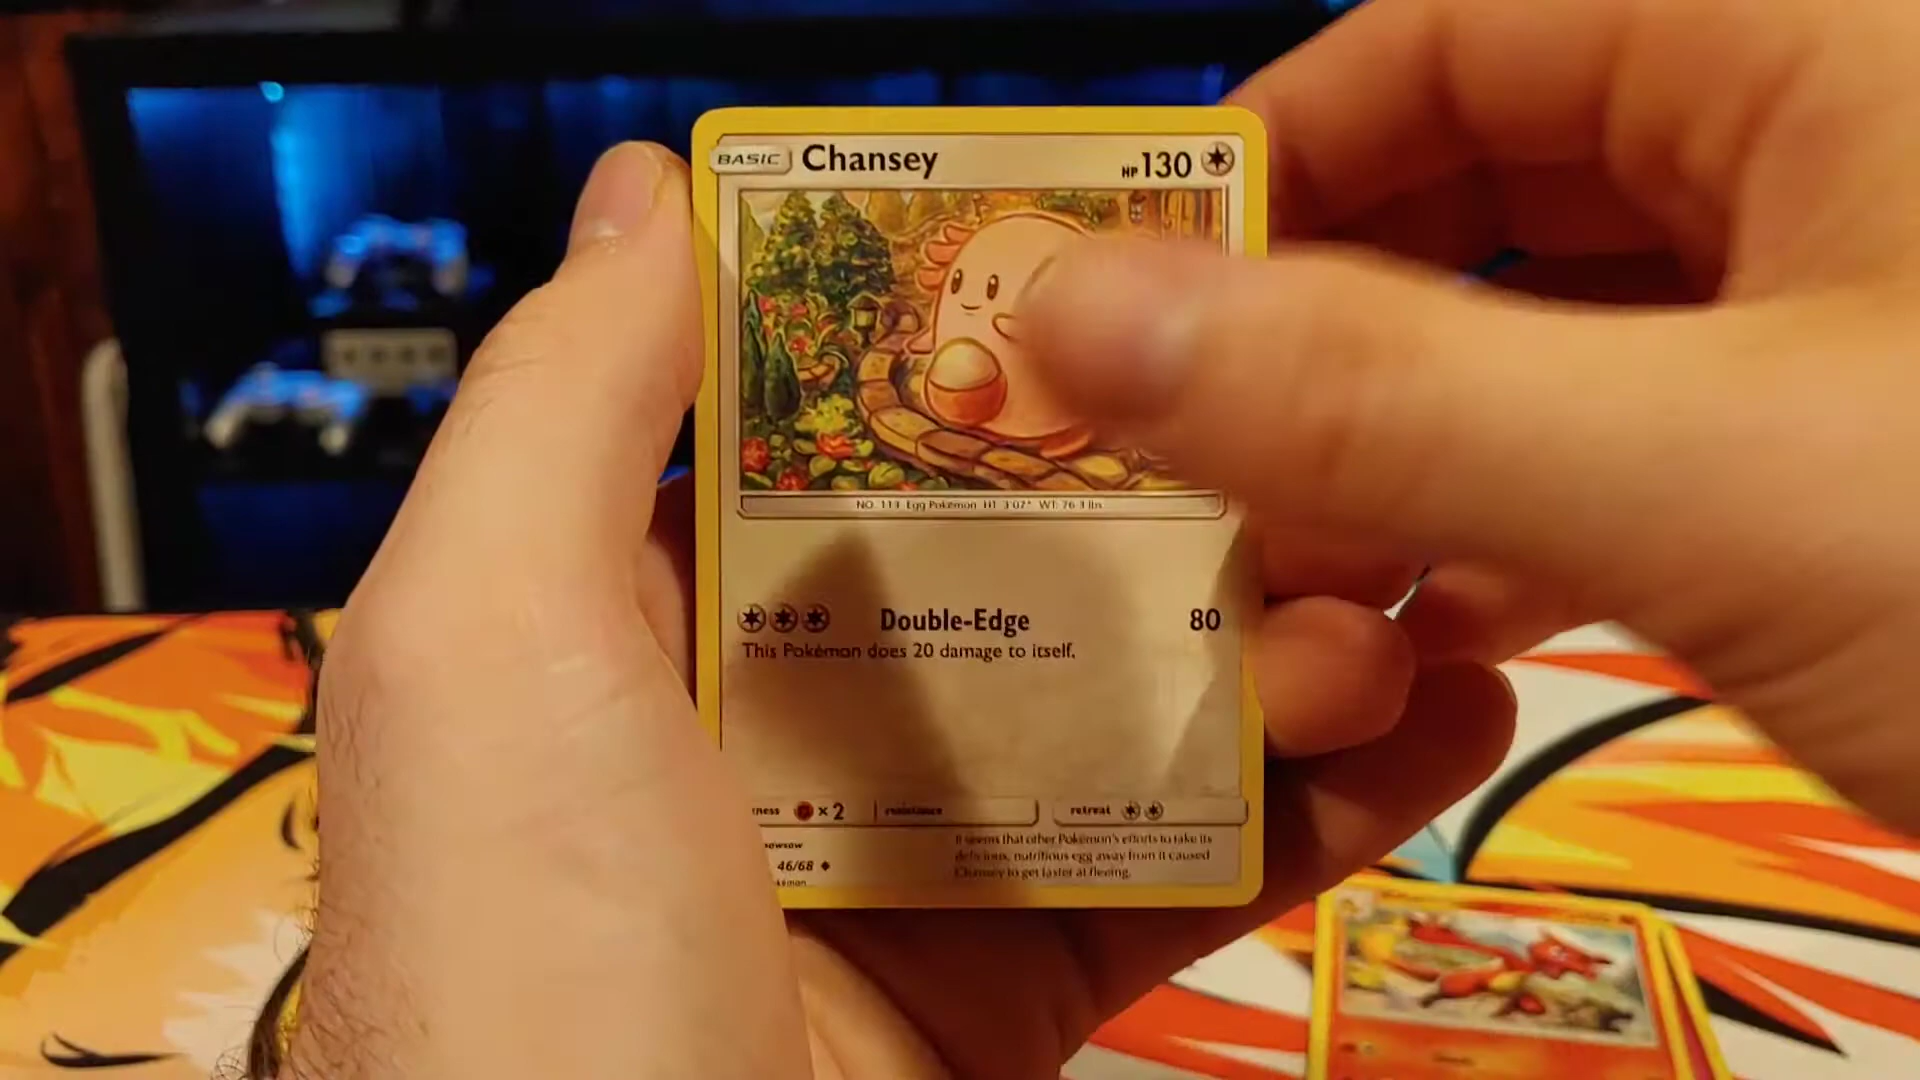 BASIC Chansey HP 130
NO. 113 Egg Pokémon HT: 3'07" WT: 76.3 lbs.
Double-Edge 80
This Pokémon does 20 damage to itself.
ness ×2 resistance retreat
It seems that other Pokémon's efforts to take its
delicious, nutritious egg away from it caused
Chansey to get faster at fleeing.
46/68